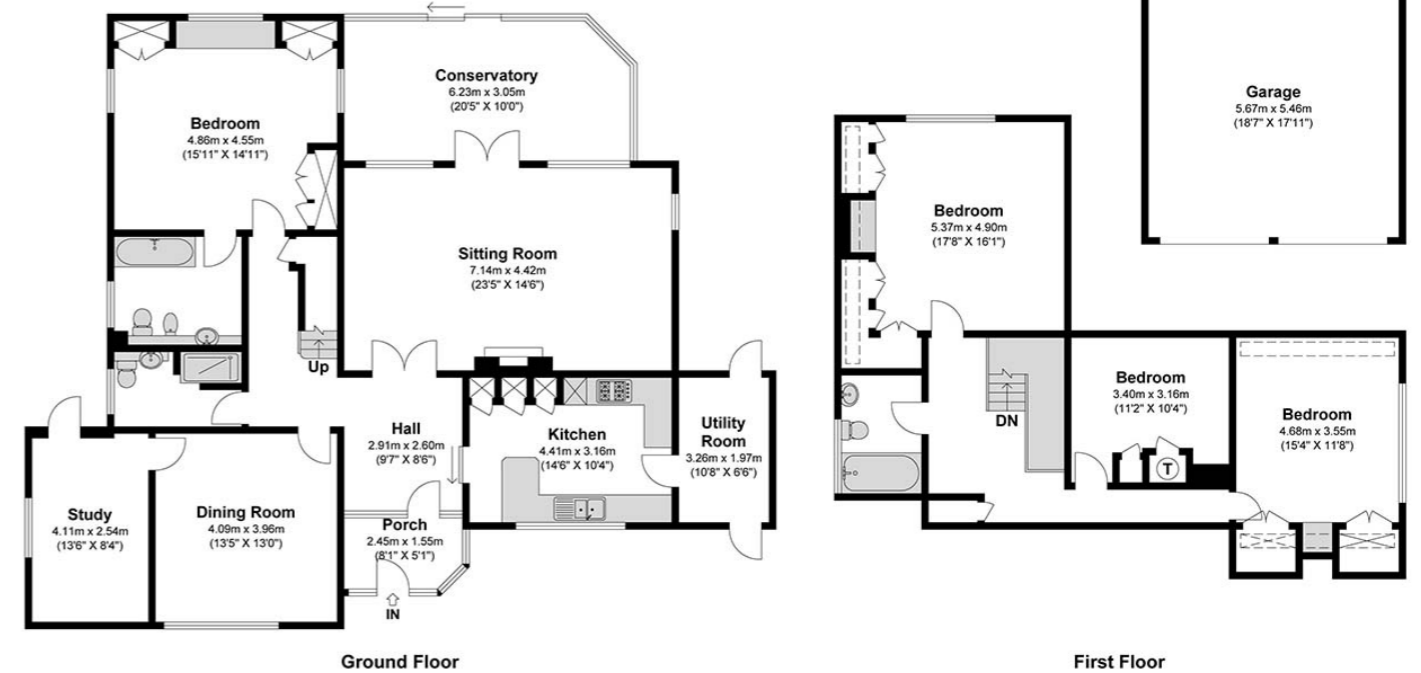 Conservatory
6.23m x 3.05m
(20'5" X 10'0")
Bedroom
4.86m x 4.55m
(15'11" X 14'11")
Sitting Room
7.14m x 4.42m
(23'5" X 14'6")
Up
Hall
2.91m x 2.60m
(9'7" X 8'6")
Kitchen
4.41m x 3.16m
(14'6" X 10'4")
Utility
Room
3.26m x 1.97m
(10'8" X 6'6")
Study
4.11m x 2.54m
(13'6" X 8'4")
Dining Room
4.09m x 3.96m
(13'5" X 13'0")
Porch
2.45m x 1.55m
(8'1" X 5'1")
IN
Ground Floor
Garage
5.67m x 5.46m
(18'7" X 17'11")
Bedroom
5.37m x 4.90m
(17'8" X 16'1")
Bedroom
3.40m x 3.16m
(11'2" X 10'4")
DN
T
Bedroom
4.68m x 3.55m
(15'4" X 11'8")
First Floor